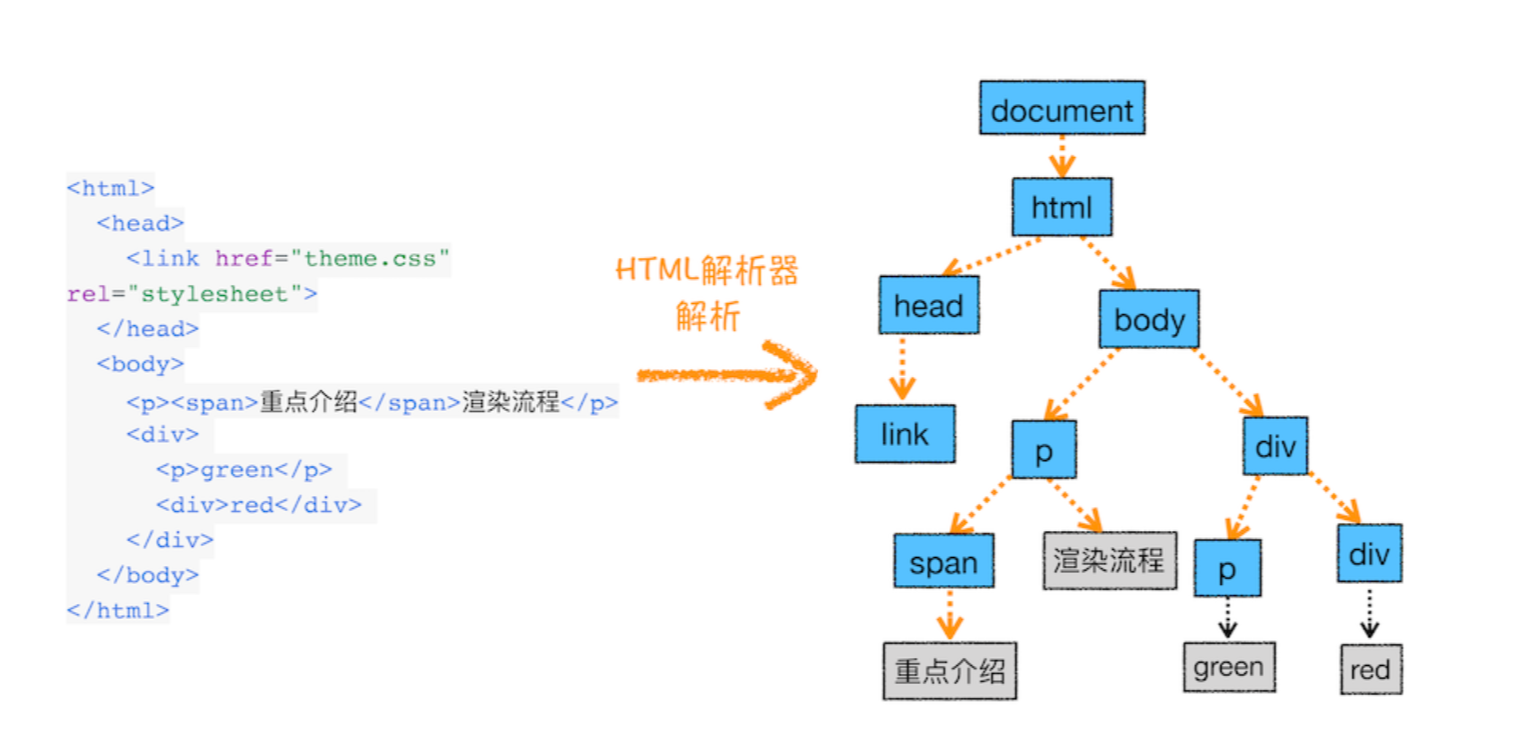 <html>
<head>
<link href="theme.css"
rel="stylesheet">
</head>
<body>
<p><span>重点介绍</span>渲染流程</p>
<div>
<p>green</p>
<div>red</div>
</div>
</body>
</html>
HTML解析器
解析
document
html
head
body
link
p
div
span
渲染流程
p
div
重点介绍
green
red